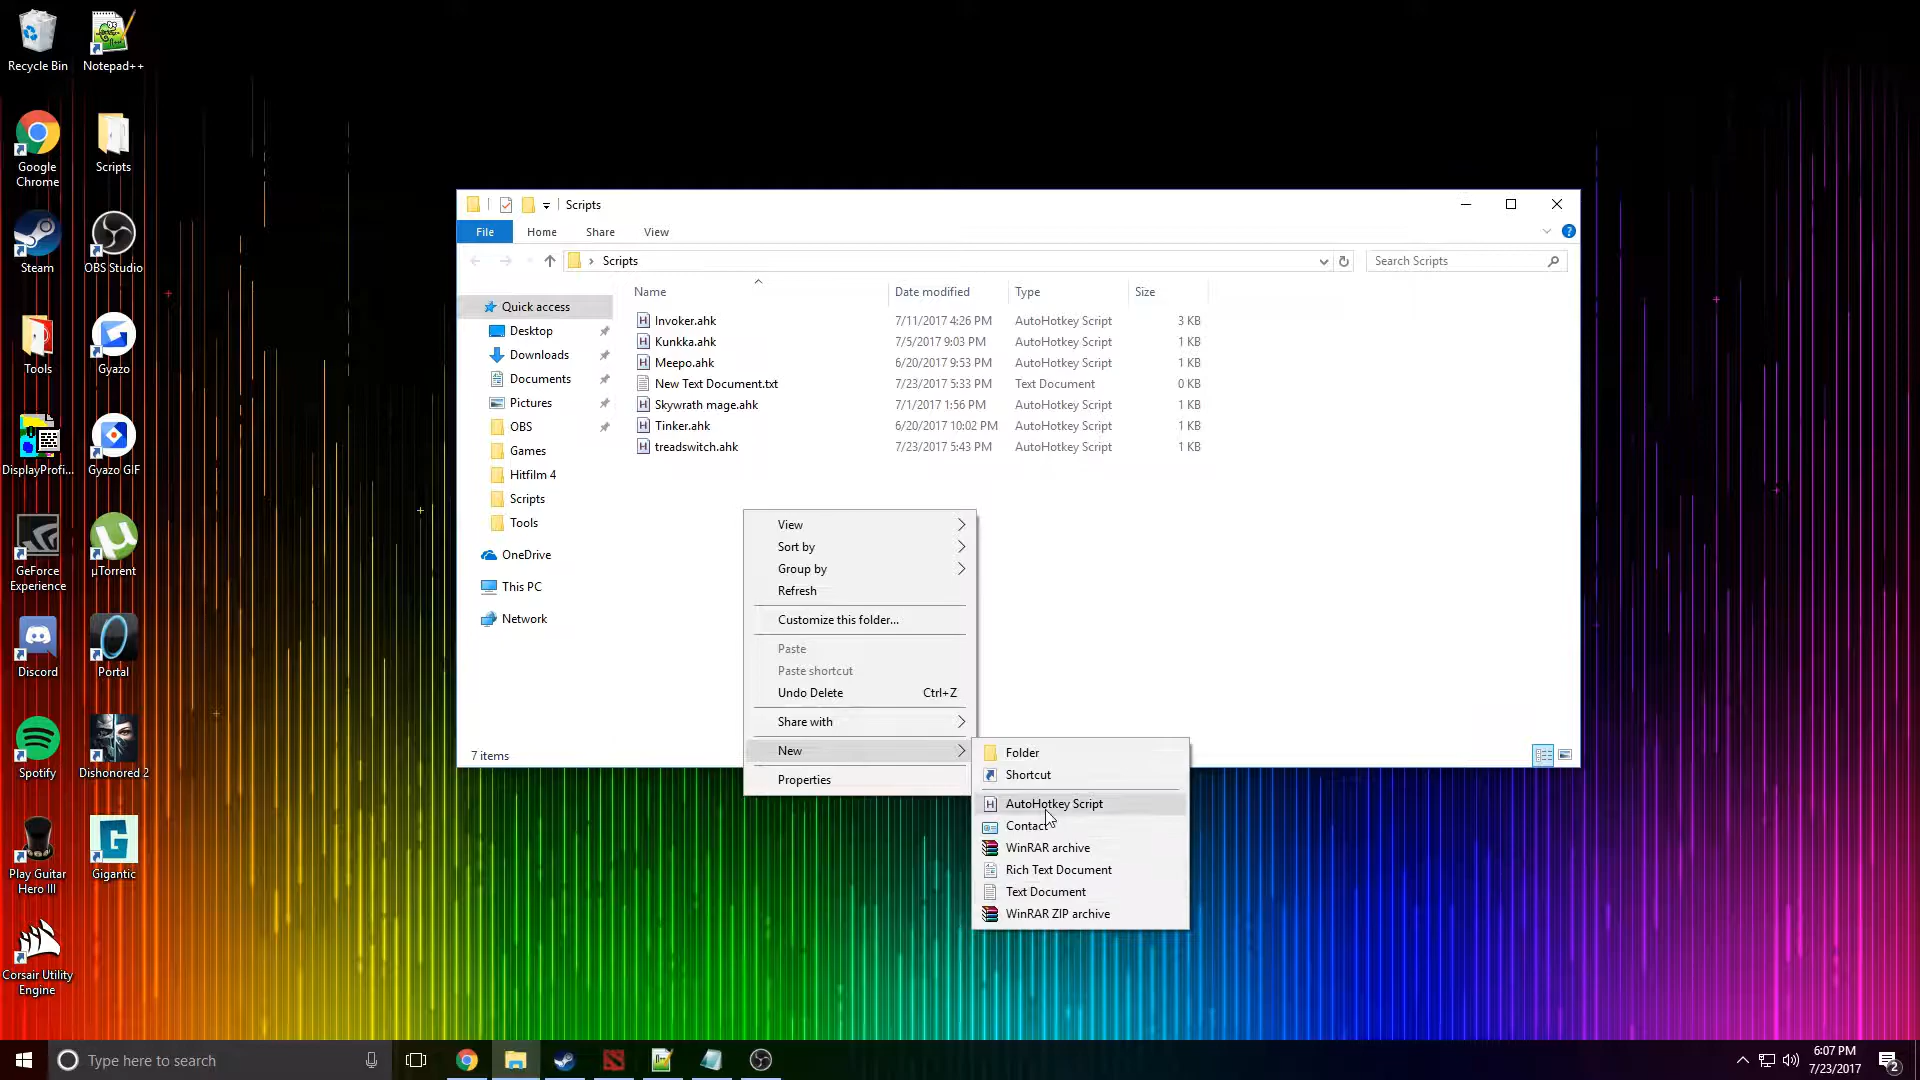 Recycle Bin
Notepad++
Google
Chrome
Scripts
Steam
OBS Studio
Tools
Gyazo
DisplayProfi...
Gyazo GIF
GeForce
Experience
µTorrent
Discord
Portal
Spotify
Dishonored 2
Play Guitar
Hero III
Gigantic
Corsair Utility
Engine
Scripts
File Home Share View
Scripts
Search Scripts
Name Date modified Type Size
Quick access
Desktop
Downloads
Documents
Pictures
OBS
Games
Hitfilm 4
Scripts
Tools
OneDrive
This PC
Network
Invoker.ahk 7/11/2017 4:26 PM AutoHotkey Script 3 KB
Kunkka.ahk 7/5/2017 9:03 PM AutoHotkey Script 1 KB
Meepo.ahk 6/20/2017 9:53 PM AutoHotkey Script 1 KB
New Text Document.txt 7/23/2017 5:33 PM Text Document 0 KB
Skywrath mage.ahk 7/1/2017 1:56 PM AutoHotkey Script 1 KB
Tinker.ahk 6/20/2017 10:02 PM AutoHotkey Script 1 KB
treadswitch.ahk 7/23/2017 5:43 PM AutoHotkey Script 1 KB
7 items
View
Sort by
Group by
Refresh
Customize this folder...
Paste
Paste shortcut
Undo Delete Ctrl+Z
Share with
New
Properties
Folder
Shortcut
AutoHotkey Script
Contact
WinRAR archive
Rich Text Document
Text Document
WinRAR ZIP archive
Type here to search
6:07 PM
7/23/2017
2